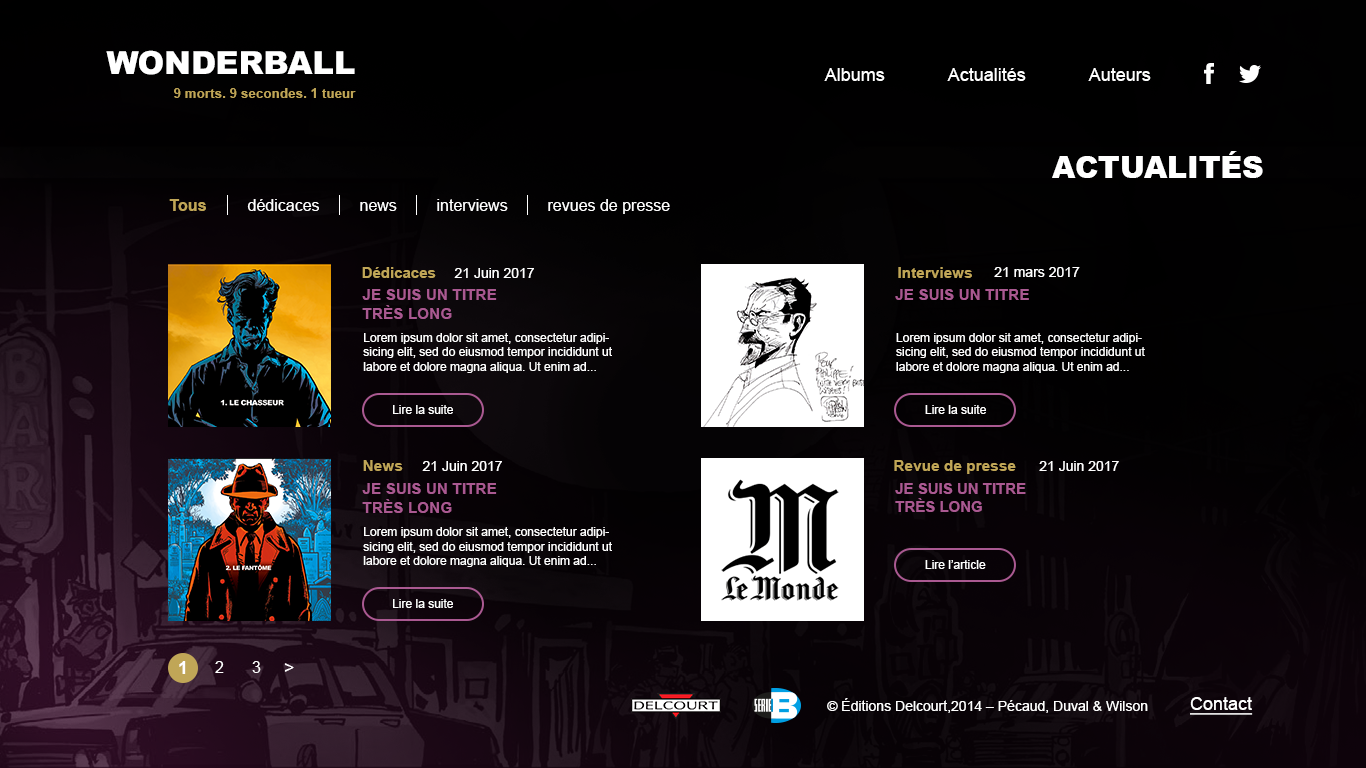 WONDERBALL
9 morts. 9 secondes. 1 tueur
Albums
Actualités
Auteurs
ACTUALITÉS
Tous
dédicaces
news
interviews
revues de presse
1. LE CHASSEUR
Dédicaces 21 Juin 2017
JE SUIS UN TITRE
TRÈS LONG
Lorem ipsum dolor sit amet, consectetur adipi-
sicing elit, sed do eiusmod tempor incididunt ut
labore et dolore magna aliqua. Ut enim ad...
Lire la suite
Interviews 21 mars 2017
JE SUIS UN TITRE
Lorem ipsum dolor sit amet, consectetur adipi-
sicing elit, sed do eiusmod tempor incididunt ut
labore et dolore magna aliqua. Ut enim ad...
Lire la suite
2. LE FANTÔME
News 21 Juin 2017
JE SUIS UN TITRE
TRÈS LONG
Lorem ipsum dolor sit amet, consectetur adipi-
sicing elit, sed do eiusmod tempor incididunt ut
labore et dolore magna aliqua. Ut enim ad...
Lire la suite
M
Le Monde
Revue de presse 21 Juin 2017
JE SUIS UN TITRE
TRÈS LONG
Lire l'article
BAR
1 2 3 >
DELCOURT
SERIE B
© Éditions Delcourt,2014 – Pécaud, Duval & Wilson
Contact